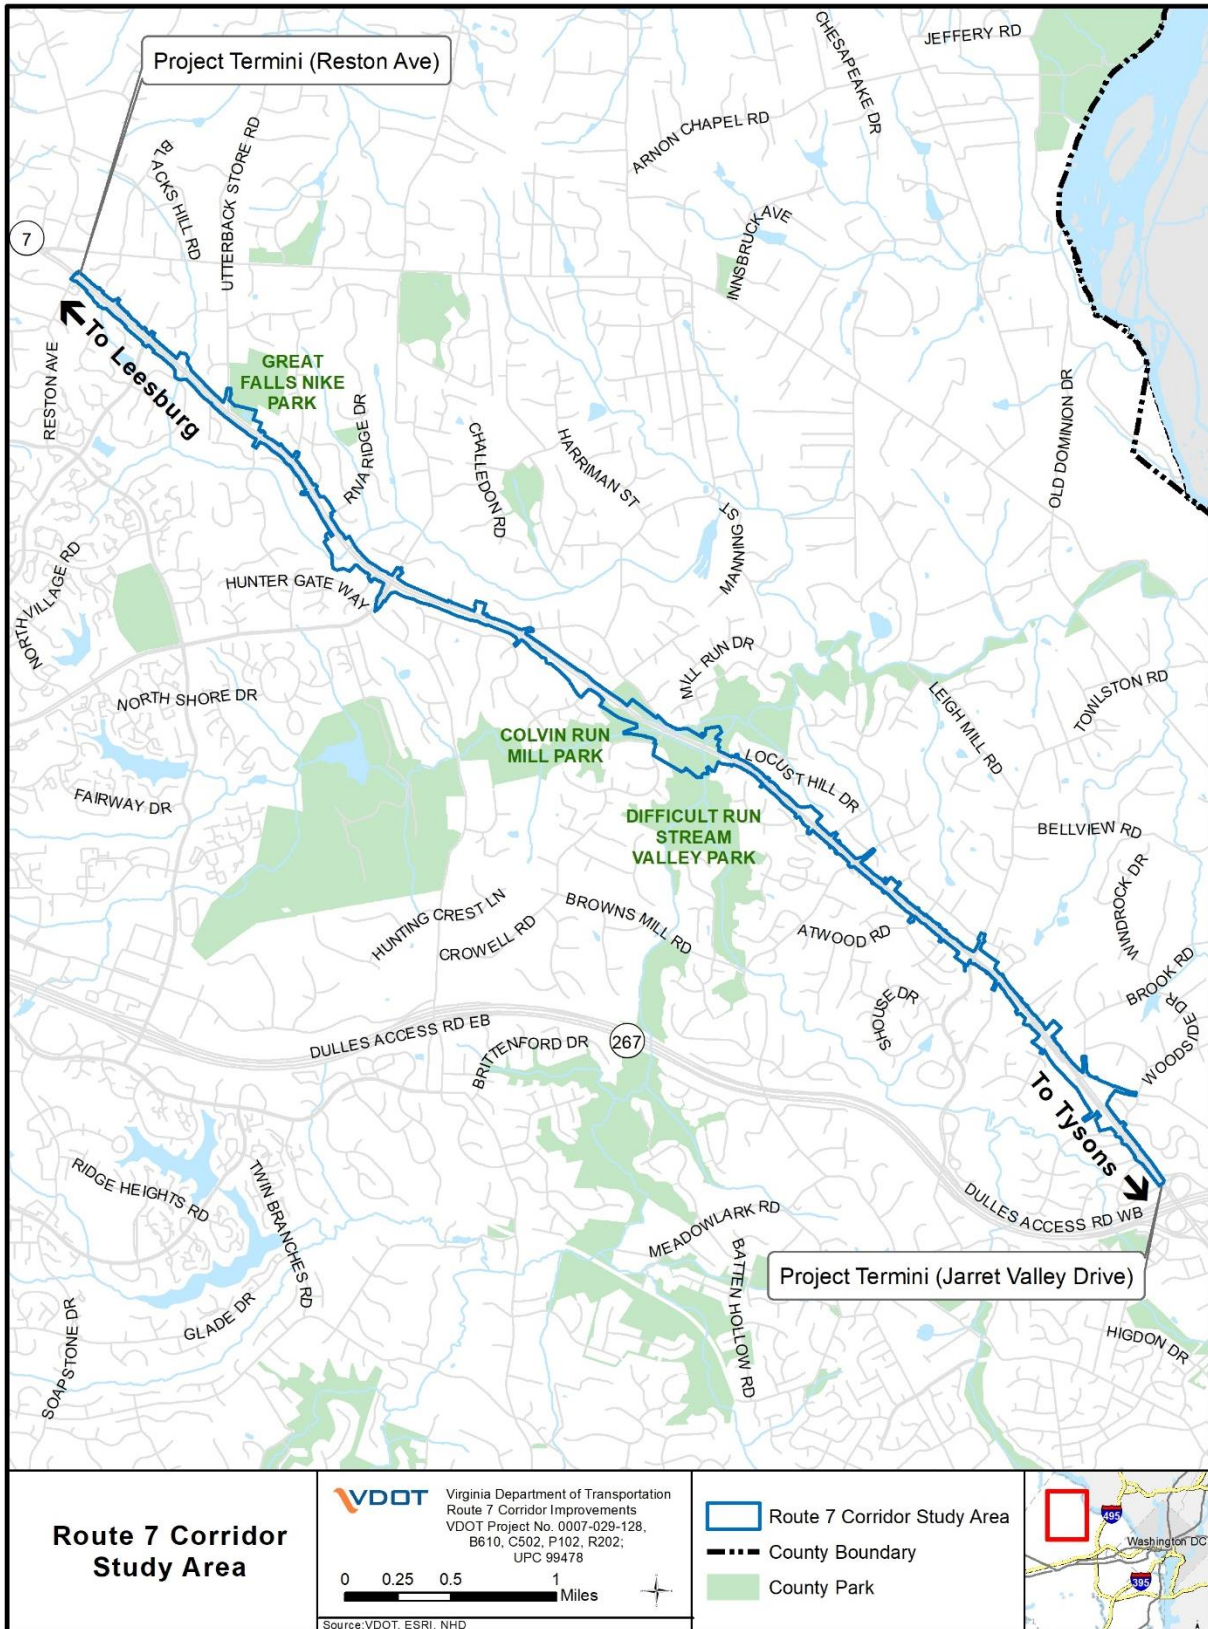 JEFFERY RD
CHESAPEAKE DR
Project Termini (Reston Ave)
ARNON CHAPEL RD
BLACKS HILL RD
UTTERBACK STORE RD
INNSBRUCK AVE
7
To Leesburg
RESTON AVE
GREAT
FALLS NIKE
PARK
RIVA RIDGE DR
CHALLEDON RD
HARRIMAN ST
OLD DOMINION DR
MANNING ST
NORTH VILLAGE RD
HUNTER GATE WAY
MILL RUN DR
NORTH SHORE DR
LEIGH MILL RD
TOWLSTON RD
COLVIN RUN
MILL PARK
LOCUST HILL DR
FAIRWAY DR
DIFFICULT RUN
STREAM
VALLEY PARK
BELLVIEW RD
WINDROCK DR
HUNTING CREST LN
CROWELL RD
BROWNS MILL RD
ATWOOD RD
SHOUSE DR
BROOK RD
WOODSIDE DR
DULLES ACCESS RD EB
BRITTENFORD DR
267
To Tysons
RIDGE HEIGHTS RD
TWIN BRANCHES RD
DULLES ACCESS RD WB
MEADOWLARK RD
BATTEN HOLLOW RD
Project Termini (Jarret Valley Drive)
SOAPSTONE DR
GLADE DR
HIGDON DR
Route 7 Corridor
Study Area
VDOT
Virginia Department of Transportation
Route 7 Corridor Improvements
VDOT Project No. 0007-029-128,
B610, C502, P102, R202;
UPC 99478
0 0.25 0.5 1
Miles
Source:VDOT, ESRI, NHD
Route 7 Corridor Study Area
County Boundary
County Park
495
Washington DC
395